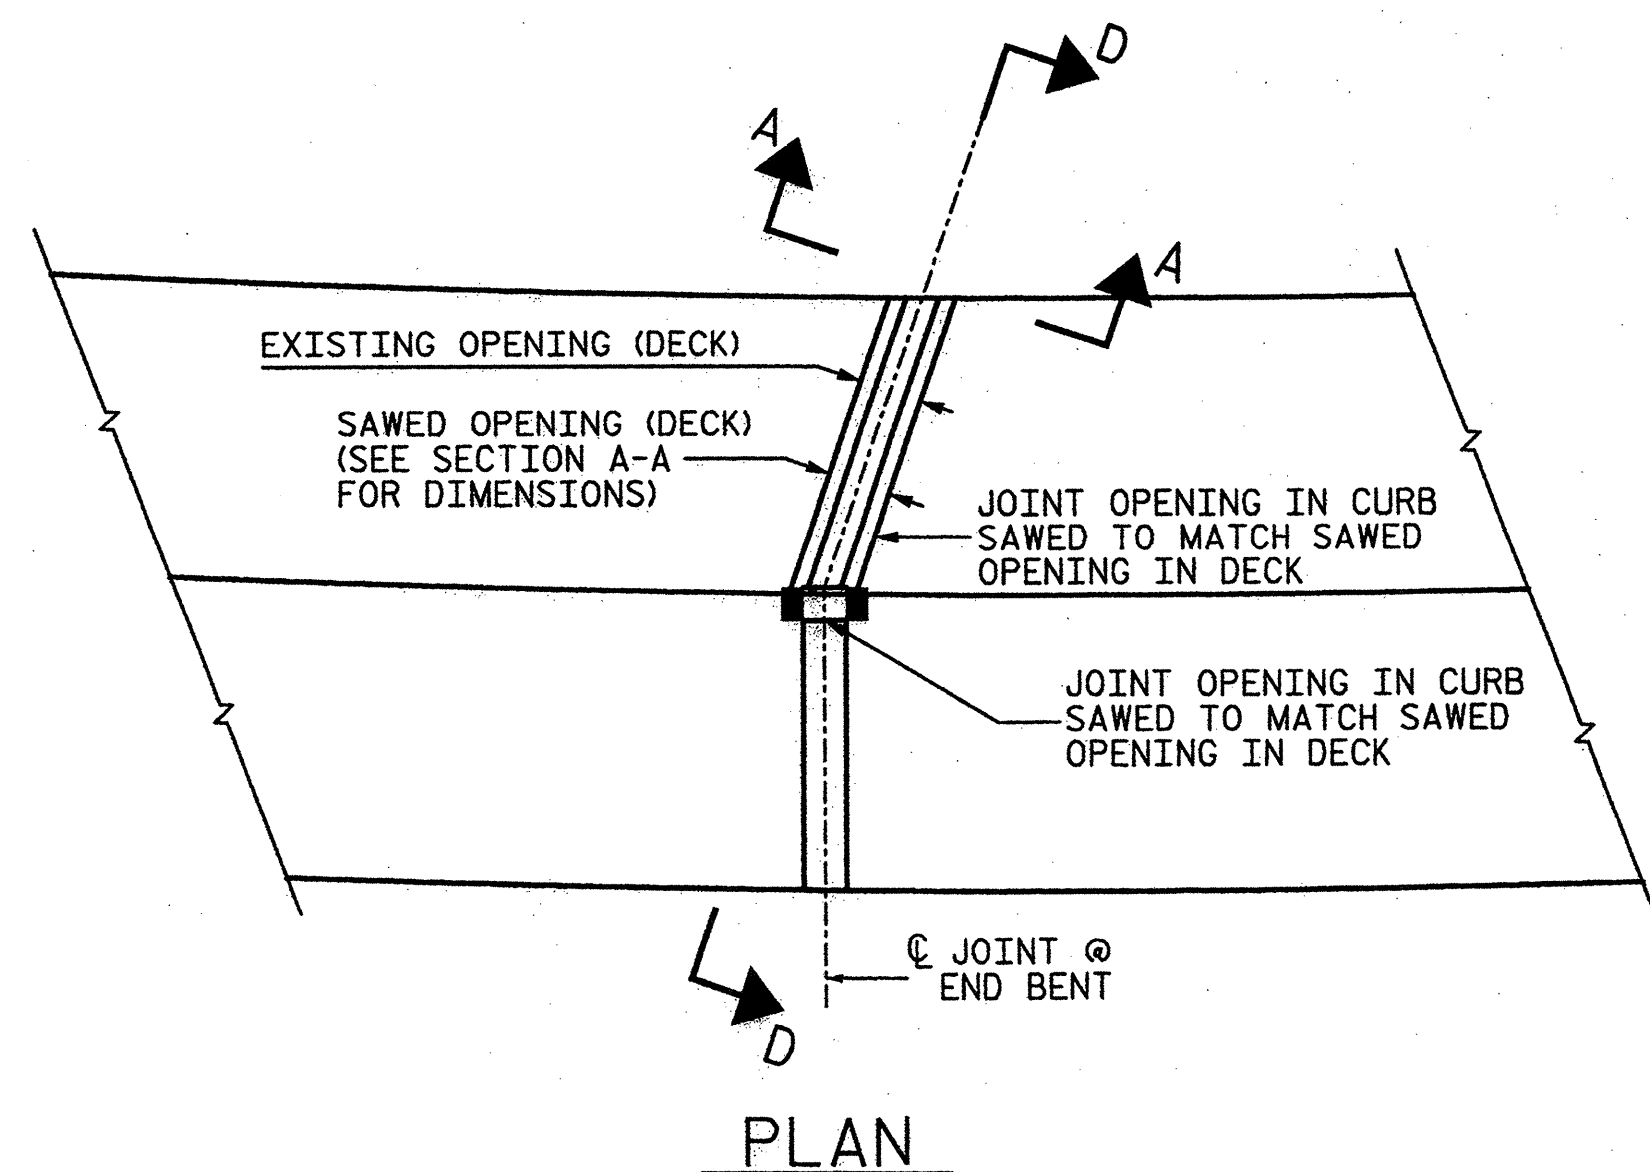 D
A
A
EXISTING OPENING (DECK)
SAWED OPENING (DECK)
(SEE SECTION A-A
FOR DIMENSIONS)
JOINT OPENING IN CURB
SAWED TO MATCH SAWED
OPENING IN DECK
JOINT OPENING IN CURB
SAWED TO MATCH SAWED
OPENING IN DECK
℄ JOINT @
END BENT
D
PLAN